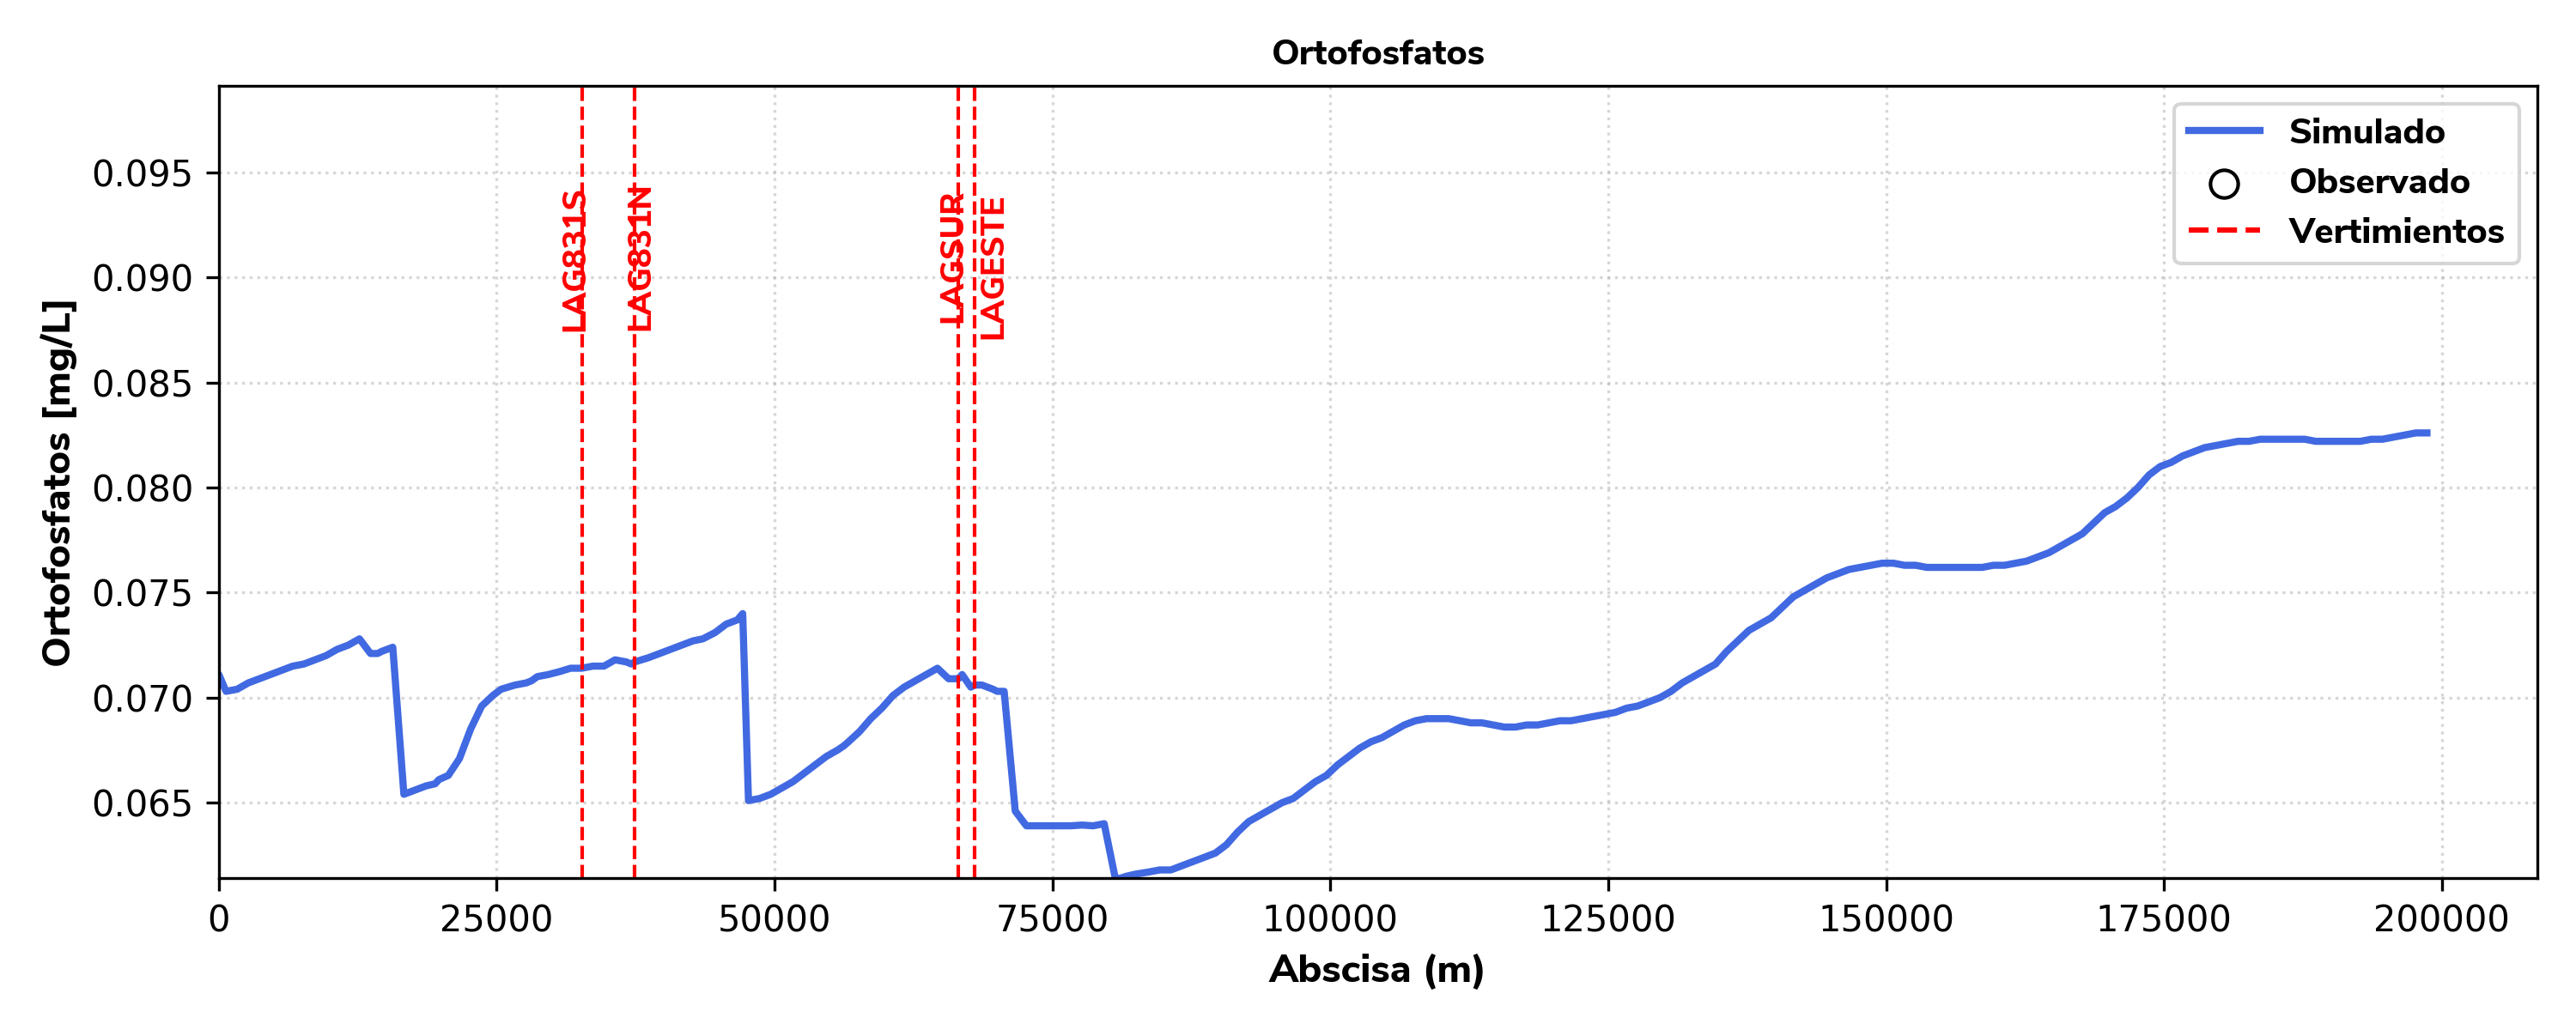 Ortofosfatos
Simulado
Observado
Vertimientos
LAG831S
LAG831N
LAGSUR
LAGESTE
Ortofosfatos [mg/L]
0.095
0.090
0.085
0.080
0.075
0.070
0.065
0 25000 50000 75000 100000 125000 150000 175000 200000
Abscisa (m)